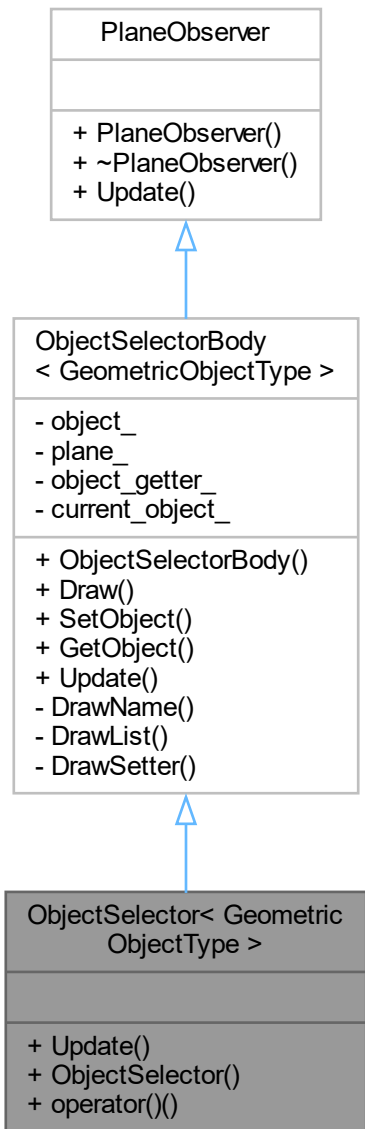 PlaneObserver
+ PlaneObserver()
+ ~PlaneObserver()
+ Update()
ObjectSelectorBody
< GeometricObjectType >
- object_
- plane_
- object_getter_
- current_object_
+ ObjectSelectorBody()
+ Draw()
+ SetObject()
+ GetObject()
+ Update()
- DrawName()
- DrawList()
- DrawSetter()
ObjectSelector< Geometric
ObjectType >
+ Update()
+ ObjectSelector()
+ operator()()